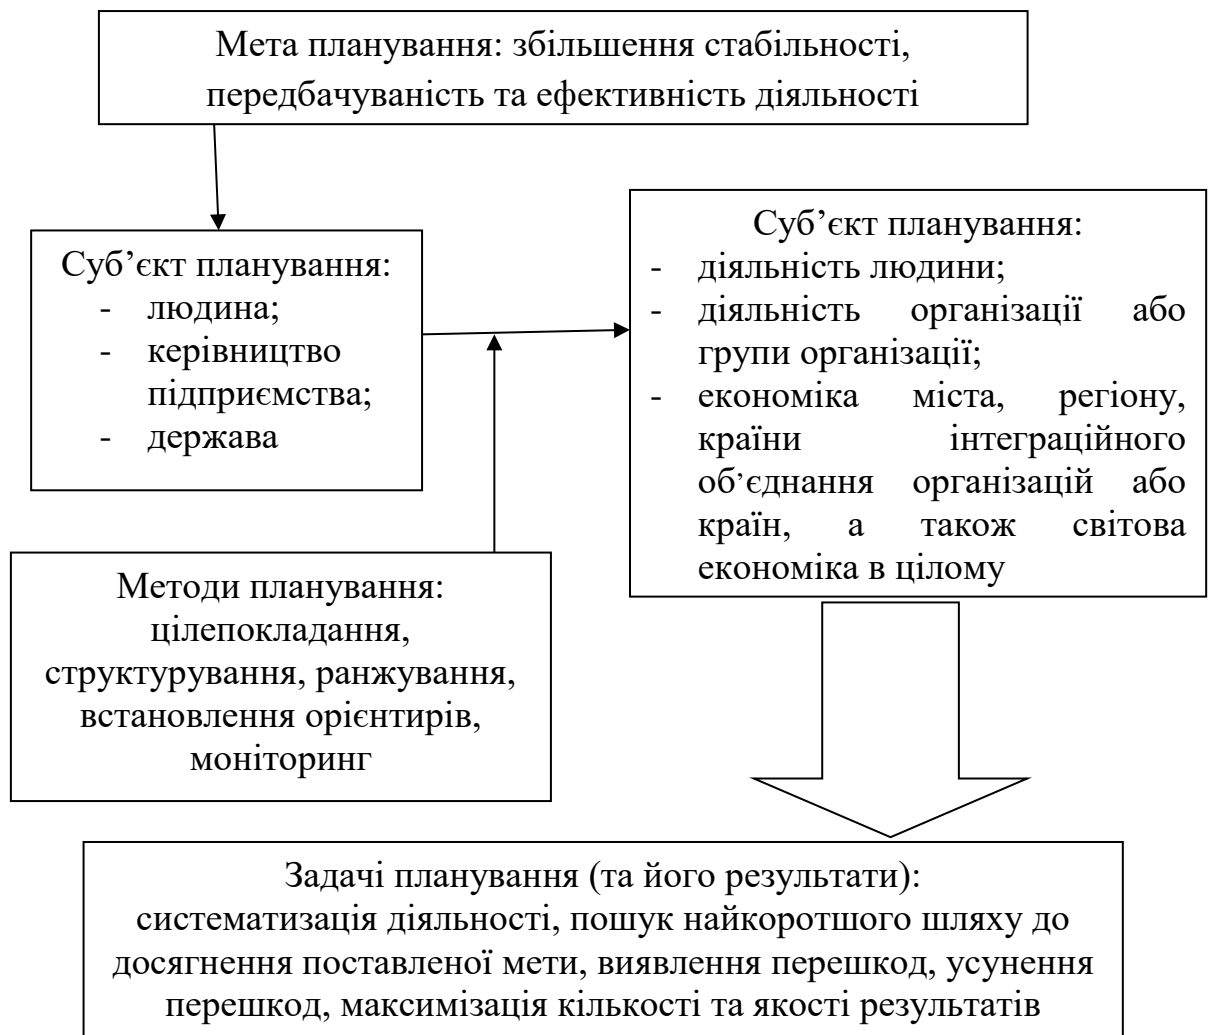 Мета планування: збільшення стабільності,
передбачуваність та ефективність діяльності
Суб’єкт планування:
- людина;
- керівництво
підприємства;
- держава
Суб’єкт планування:
- діяльність людини;
- діяльність організації або
групи організації;
- економіка міста, регіону,
країни інтеграційного
об’єднання організацій або
країн, а також світова
економіка в цілому
Методи планування:
цілепокладання,
структурування, ранжування,
встановлення орієнтирів,
моніторинг
Задачі планування (та його результати):
систематизація діяльності, пошук найкоротшого шляху до
досягнення поставленої мети, виявлення перешкод, усунення
перешкод, максимізація кількості та якості результатів